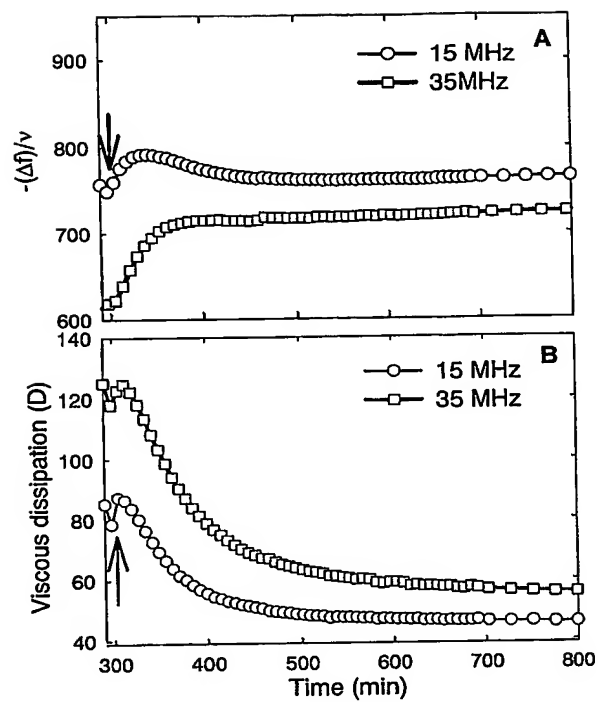 A
15 MHz
35MHz
900
800
700
600
-(Δf)/ν
B
15 MHz
35 MHz
140
120
100
80
60
40
Viscous dissipation (D)
300 400 500 600 700 800
Time (min)